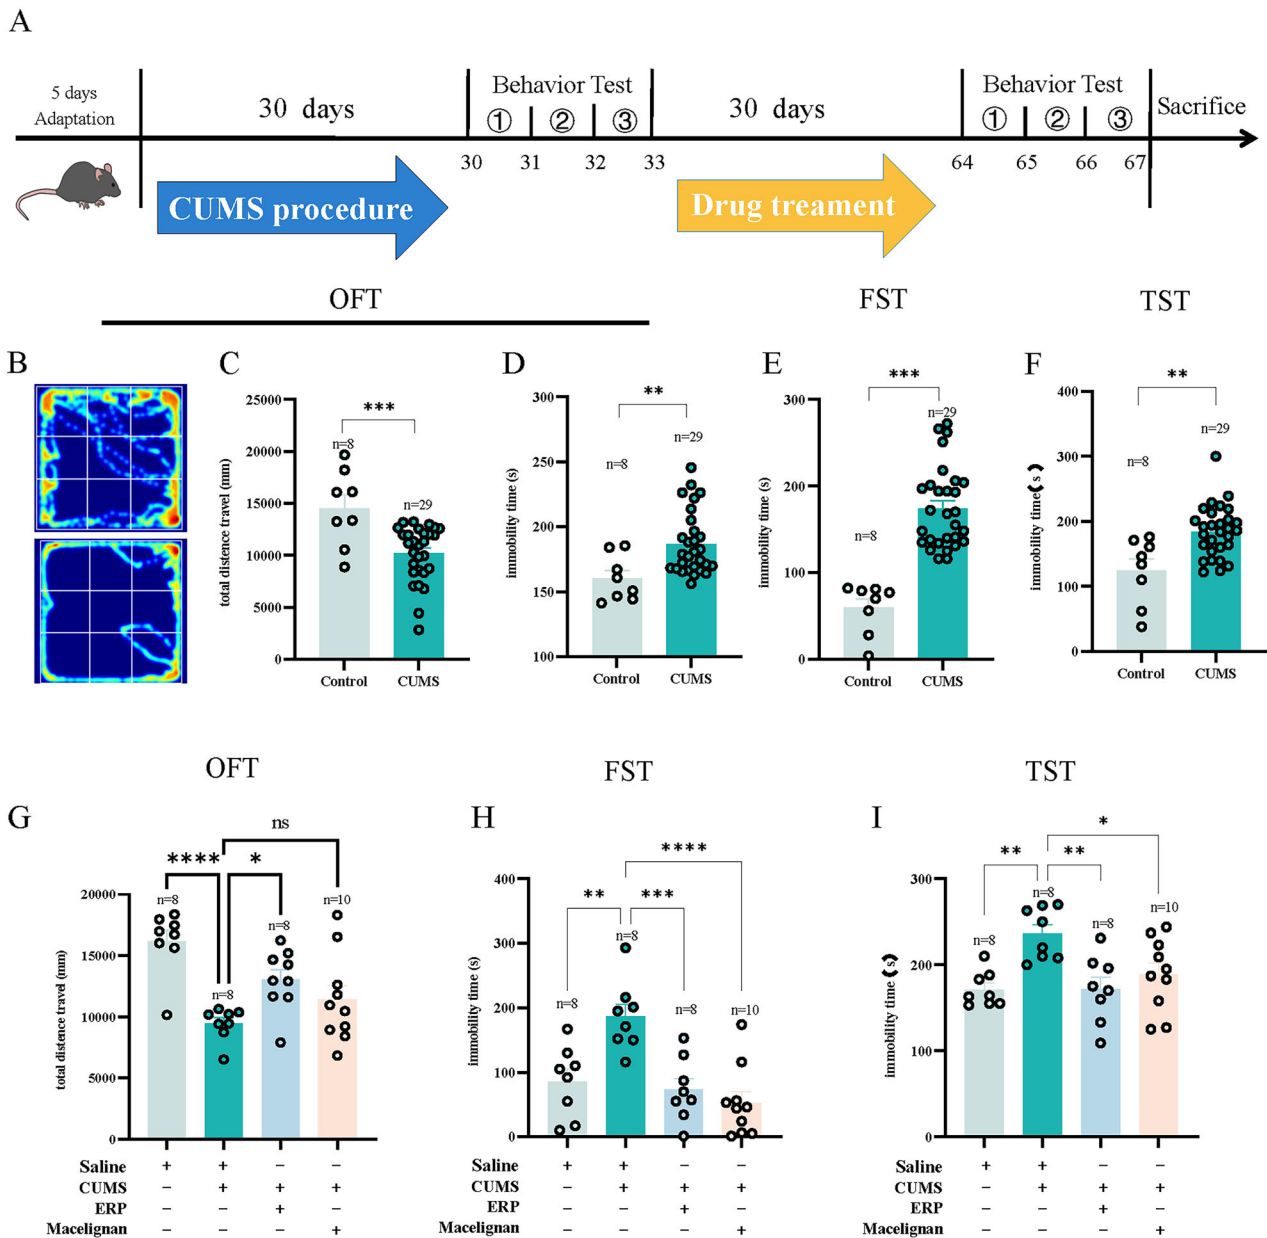 A
5 days
Adaptation
30 days
Behavior Test
① ② ③
30 days
Behavior Test
① ② ③
Sacrifice
30 31 32 33 64 65 66 67
CUMS procedure
Drug treament
OFT
FST
TST
B
C
total distence travel (mm)
25000
20000
15000
10000
5000
0
***
n=8
n=29
Control
CUMS
D
immobility time (s)
300
250
200
150
100
**
n=8
n=29
Control
CUMS
E
immobility time (s)
300
200
100
0
***
n=8
n=29
Control
CUMS
F
immobility time(s)
400
300
200
100
0
**
n=8
n=29
Control
CUMS
OFT
FST
TST
G
total distence travel (mm)
20000
15000
10000
5000
0
ns
**** *
n=8
n=8
n=8
n=10
Saline + + – –
CUMS – + + +
ERP – – + –
Macelignan – – – +
H
immobility time (s)
400
300
200
100
0
****
** ***
n=8
n=8
n=8
n=10
Saline + + – –
CUMS – + + +
ERP – – + –
Macelignan – – – +
I
immobility time(s)
300
200
100
0
*
** **
n=8
n=8
n=8
n=10
Saline + + – –
CUMS – + + +
ERP – – + –
Macelignan – – – +